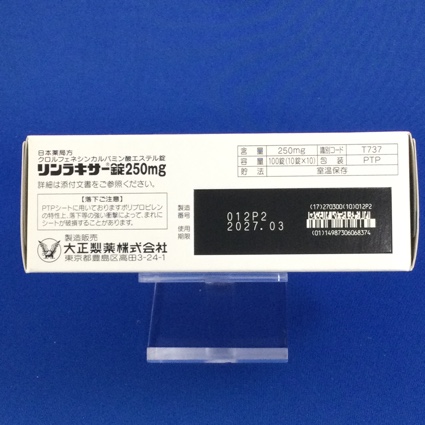 日本薬局方
クロルフェネシンカルバミン酸エステル錠
リンラキサー®錠250mg
詳細は添付文書をご参照ください。
【落下ご注意】
PTPシートに用いておりますポリプロピレン
の特性上、落下等の強い衝撃によって、まれに
シートが破損することがあります。
製造販売
大正製薬株式会社
東京都豊島区高田3-24-1
含量 250mg 識別コード T737
容量 100錠(10錠×10) 包装 PTP
貯法 室温保存
製造
番号 012P2
使用
期限 2027.03
(17)270300(10)012P2
(01)14987306068374